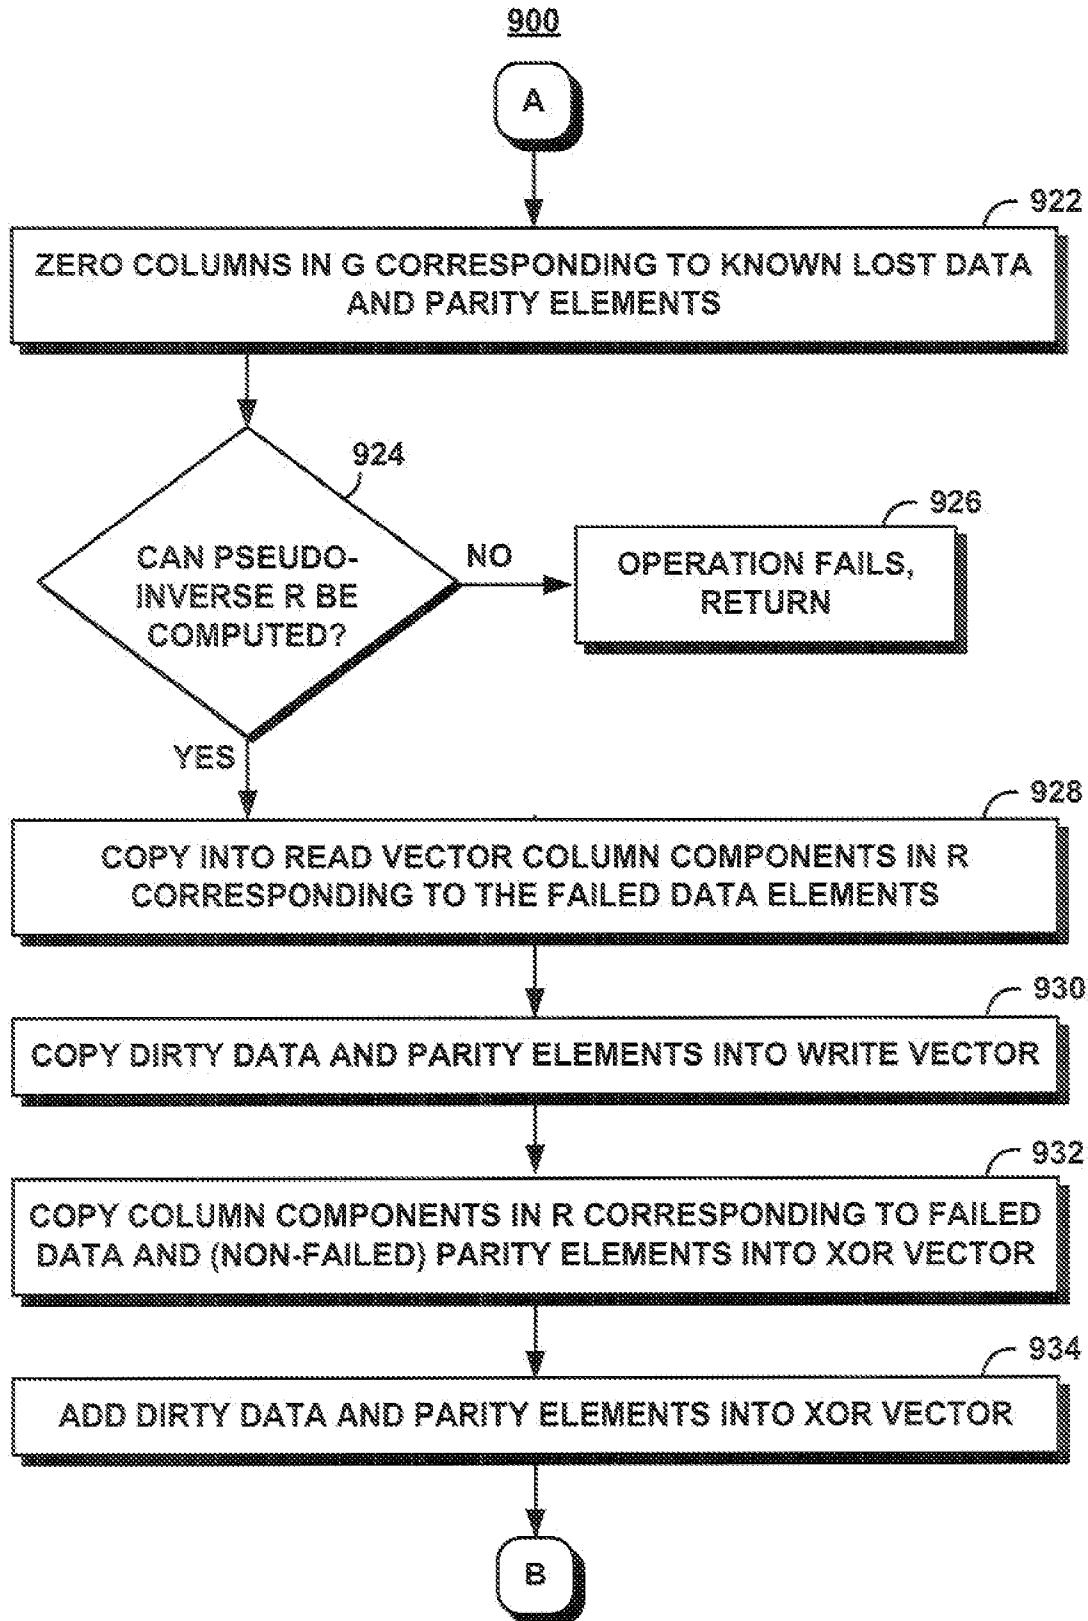 900
A
922
ZERO COLUMNS IN G CORRESPONDING TO KNOWN LOST DATA
AND PARITY ELEMENTS
924
CAN PSEUDO-
INVERSE R BE
COMPUTED?
NO
926
OPERATION FAILS,
RETURN
YES
928
COPY INTO READ VECTOR COLUMN COMPONENTS IN R
CORRESPONDING TO THE FAILED DATA ELEMENTS
930
COPY DIRTY DATA AND PARITY ELEMENTS INTO WRITE VECTOR
932
COPY COLUMN COMPONENTS IN R CORRESPONDING TO FAILED
DATA AND (NON-FAILED) PARITY ELEMENTS INTO XOR VECTOR
934
ADD DIRTY DATA AND PARITY ELEMENTS INTO XOR VECTOR
B